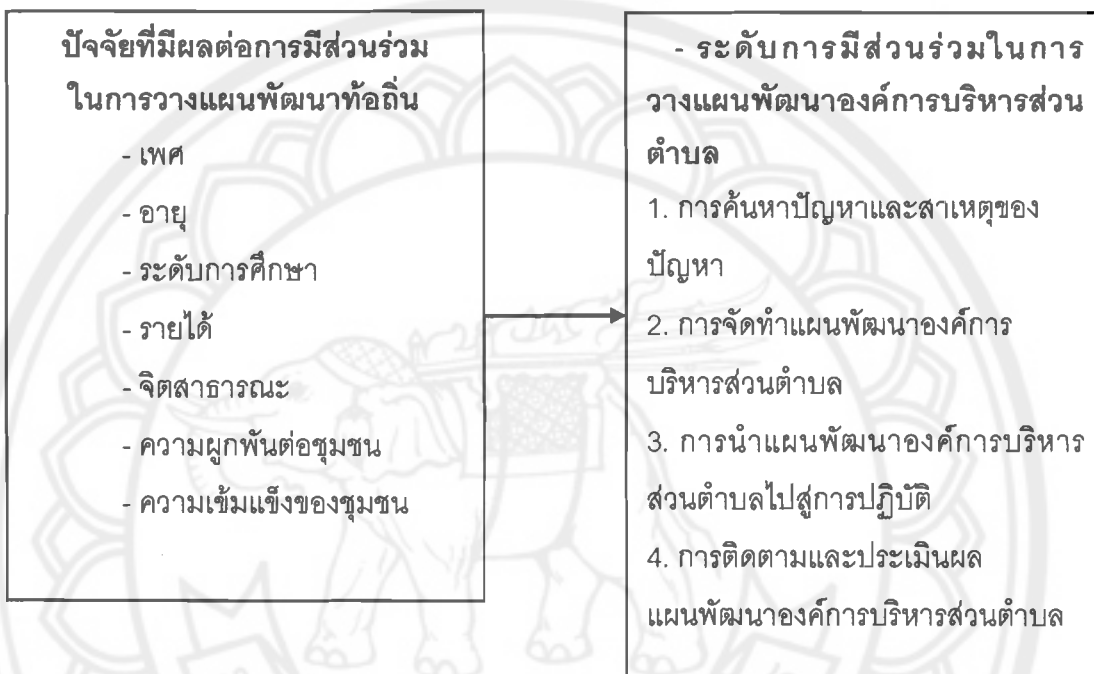 ปัจจัยที่มีผลต่อการมีส่วนร่วม
ในการวางแผนพัฒนาท้อถิ่น
- เพศ
- อายุ
- ระดับการศึกษา
- รายได้
- จิตสาธารณะ
- ความผูกพันต่อชุมชน
- ความเข้มแข็งของชุมชน
- ระดับการมีส่วนร่วมในการ
วางแผนพัฒนาองค์การบริหารส่วน
ตำบล
1. การค้นหาปัญหาและสาเหตุของ
ปัญหา
2. การจัดทำแผนพัฒนาองค์การ
บริหารส่วนตำบล
3. การนำแผนพัฒนาองค์การบริหาร
ส่วนตำบลไปสู่การปฏิบัติ
4. การติดตามและประเมินผล
แผนพัฒนาองค์การบริหารส่วนตำบล